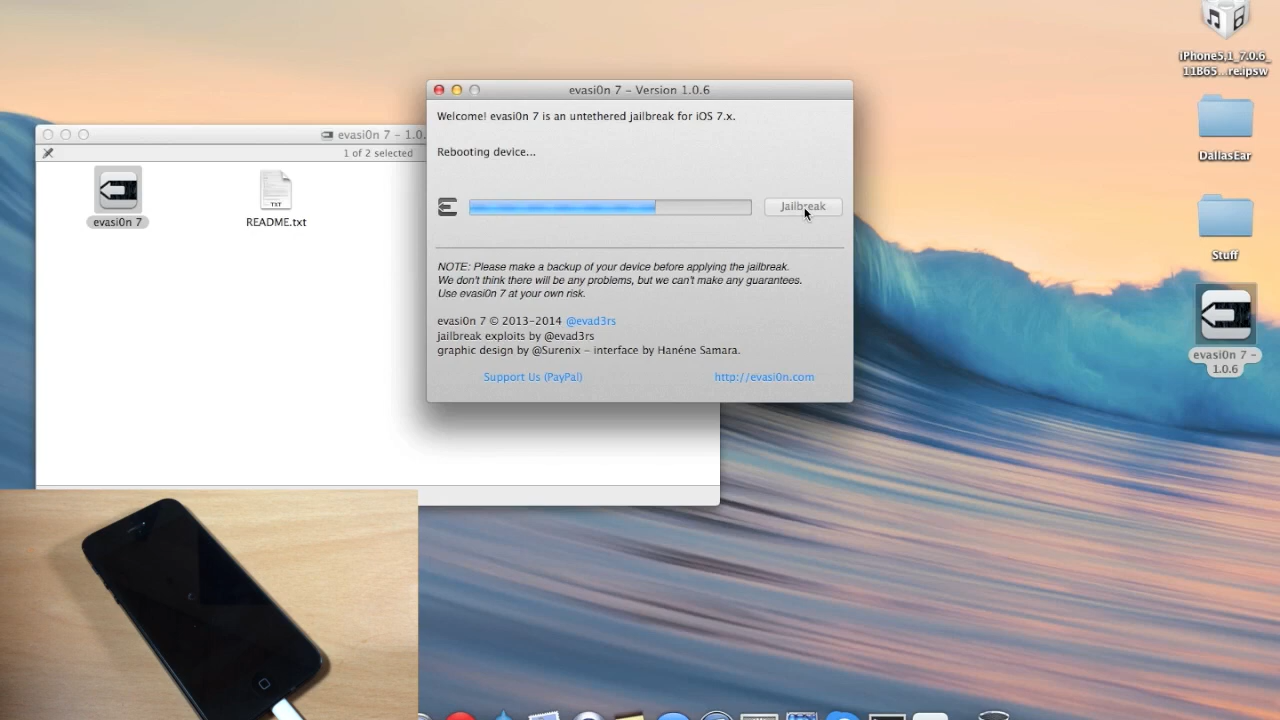 iPhone5,1_7.0.6_
11B65...re.ipsw
evasi0n 7 – Version 1.0.6
Welcome! evasi0n 7 is an untethered jailbreak for iOS 7.x.
Rebooting device...
Jailbreak
NOTE: Please make a backup of your device before applying the jailbreak.
We don't think there will be any problems, but we can't make any guarantees.
Use evasi0n 7 at your own risk.
evasi0n 7 © 2013-2014 @evad3rs
jailbreak exploits by @evad3rs
graphic design by @Surenix – interface by Hanéne Samara.
Support Us (PayPal)
http://evasi0n.com
evasi0n 7 – 1.0.
1 of 2 selected
evasi0n 7
TXT
README.txt
DallasEar
Stuff
evasi0n 7 –
1.0.6